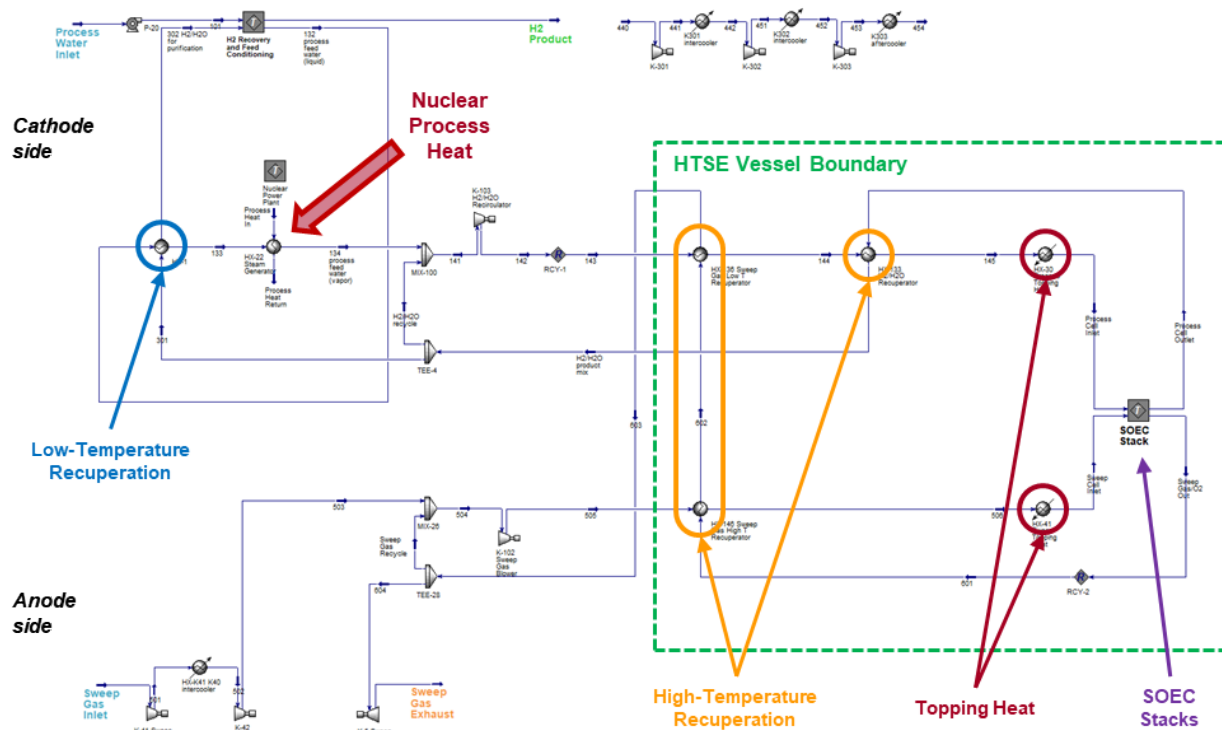 P-20
101
302 H2/H2O
for
purification
H2 Recovery
and Feed
Conditioning
132
process
feed
water
(liquid)
Process
Water
Inlet
H2
Product
440
441
K301
intercooler
442
451
K302
intercooler
452
453
K303
aftercooler
454
K-301
K-302
K-303
Cathode
side
Nuclear
Process
Heat
HTSE Vessel Boundary
Nuclear
Power
Plant
Process
Heat
In
K-103
H2/H2O
Recirculator
133
HX-22
Steam
Generator
134
process
feed
water
(vapor)
MIX-100
141
142
RCY-1
143
144
145
HX-30
Process
Heat
Return
H2/H2O
recycle
301
TEE-4
H2/H2O
product
mix
Process
Cell
Inlet
Process
Cell
Outlet
SOEC
Stack
603
602
Low-Temperature
Recuperation
503
MIX-26
504
505
506
K-102
Sweep
Gas
Blower
Sweep
Gas
Recycle
Sweep
Cell
Inlet
Sweep
Gas/O2
Out
604
TEE-28
601
RCY-2
HX-41
Anode
side
HX-K41 K40
intercooler
501
502
Sweep
Gas
Inlet
K-42
Sweep
Gas
Exhaust
High-Temperature
Recuperation
Topping Heat
SOEC
Stacks